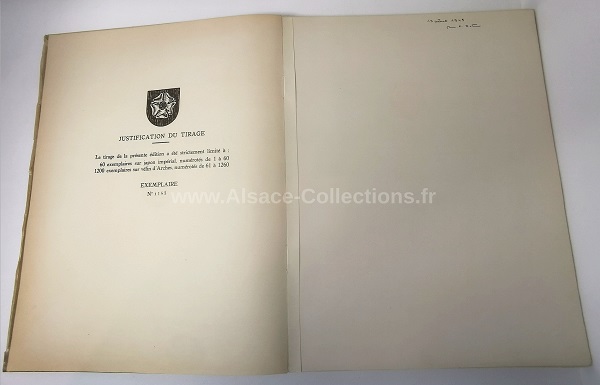 JUSTIFICATION DU TIRAGE
Le tirage de la présente édition a été strictement limité à :
60 exemplaires sur japon impérial, numérotés de 1 à 60
1200 exemplaires sur vélin d'Arches, numérotés de 61 à 1260
EXEMPLAIRE
N°
www.Alsace-Collections.fr